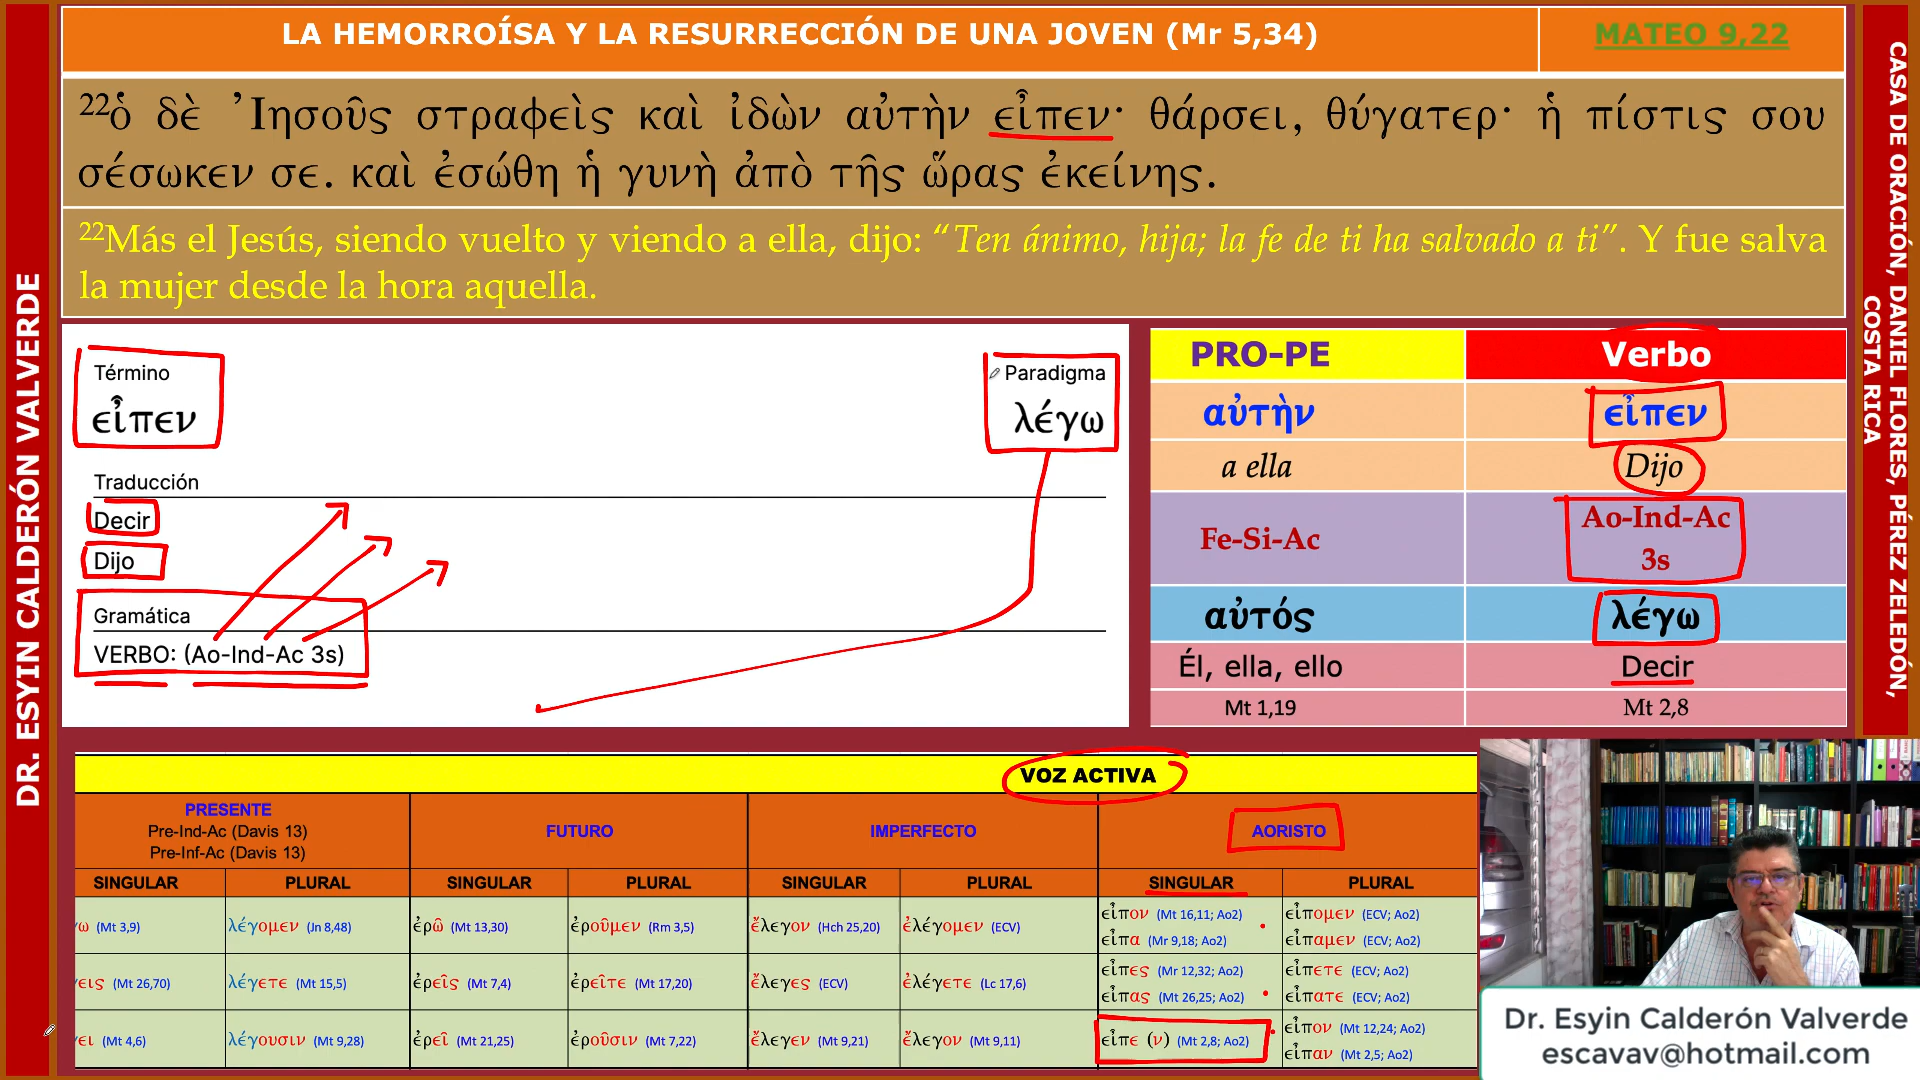 LA HEMORROÍSA Y LA RESURRECCIÓN DE UNA JOVEN (Mr 5,34)
MATEO 9,22
²²ὁ δὲ Ἰησοῦς στραφεὶς καὶ ἰδὼν αὐτὴν εἶπεν· θάρσει, θύγατερ· ἡ πίστις σου
σέσωκεν σε. καὶ ἐσώθη ἡ γυνὴ ἀπὸ τῆς ὥρας ἐκείνης.
²²Más el Jesús, siendo vuelto y viendo a ella, dijo: “Ten ánimo, hija; la fe de ti ha salvado a ti”. Y fue salva
la mujer desde la hora aquella.
DR. ESYIN CALDERÓN VALVERDE
CASA DE ORACIÓN, DANIEL FLORES, PÉREZ ZELEDÓN,
COSTA RICA
Término
Paradigma
εἶπεν
λέγω
Traducción
Decir
Dijo
Gramática
VERBO: (Ao-Ind-Ac 3s)
PRO-PE Verbo
αὐτὴν εἶπεν
a ella Dijo
Fe-Si-Ac Ao-Ind-Ac
3s
αὐτός λέγω
Él, ella, ello Decir
Mt 1,19 Mt 2,8
VOZ ACTIVA
PRESENTE
Pre-Ind-Ac (Davis 13)
Pre-Inf-Ac (Davis 13)
FUTURO
IMPERFECTO
AORISTO
SINGULAR PLURAL SINGULAR PLURAL SINGULAR PLURAL SINGULAR PLURAL
ω (Mt 3,9) λέγομεν (Jn 8,48) ἐρῶ (Mt 13,30) ἐροῦμεν (Rm 3,5) ἔλεγον (Hch 25,20) ἐλέγομεν (ECV)
εἶπον (Mt 16,11; Ao2) εἴπομεν (ECV; Ao2)
εἶπα (Mr 9,18; Ao2) εἴπαμεν (ECV; Ao2)
γεις (Mt 26,70) λέγετε (Mt 15,5) ἐρεῖς (Mt 7,4) ἐρεῖτε (Mt 17,20) ἔλεγες (ECV) ἐλέγετε (Lc 17,6)
εἶπες (Mr 12,32; Ao2) εἴπετε (ECV; Ao2)
εἶπας (Mt 26,25; Ao2) εἴπατε (ECV; Ao2)
γει (Mt 4,6) λέγουσιν (Mt 9,28) ἐρεῖ (Mt 21,25) ἐροῦσιν (Mt 7,22) ἔλεγεν (Mt 9,21) ἔλεγον (Mt 9,11)
εἶπε (ν) (Mt 2,8; Ao2) εἶπον (Mt 12,24; Ao2)
εἶπαν (Mt 2,5; Ao2)
Dr. Esyin Calderón Valverde
escavav@hotmail.com